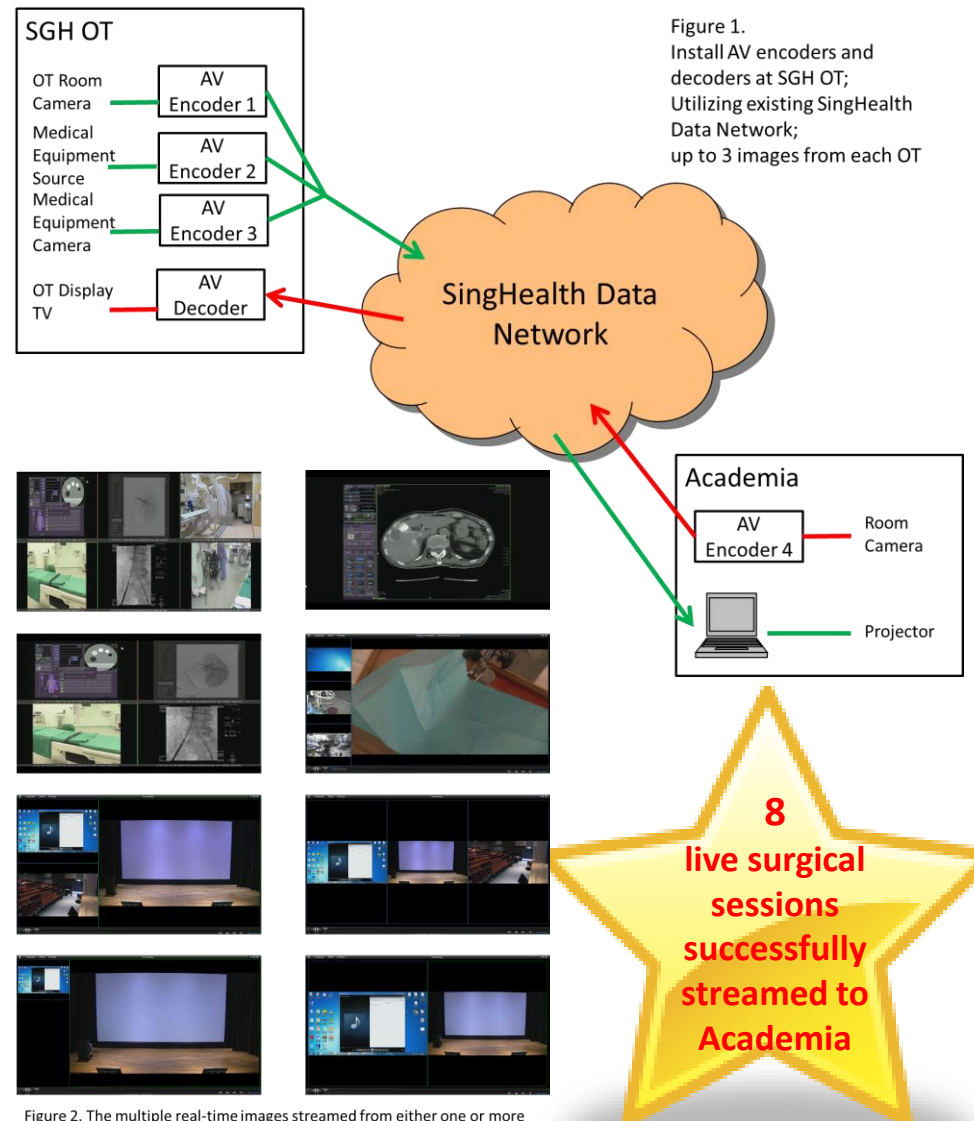 SGH OT
OT Room
Camera
AV
Encoder 1
Medical
Equipment
Source
AV
Encoder 2
Medical
Equipment
Camera
AV
Encoder 3
OT Display
TV
AV
Decoder
Figure 1.
Install AV encoders and
decoders at SGH OT;
Utilizing existing SingHealth
Data Network;
up to 3 images from each OT
SingHealth Data
Network
Academia
AV
Encoder 4
Room
Camera
Projector
8
live surgical
sessions
successfully
streamed to
Academia
Figure 2. The multiple real-time images streamed from either one or more